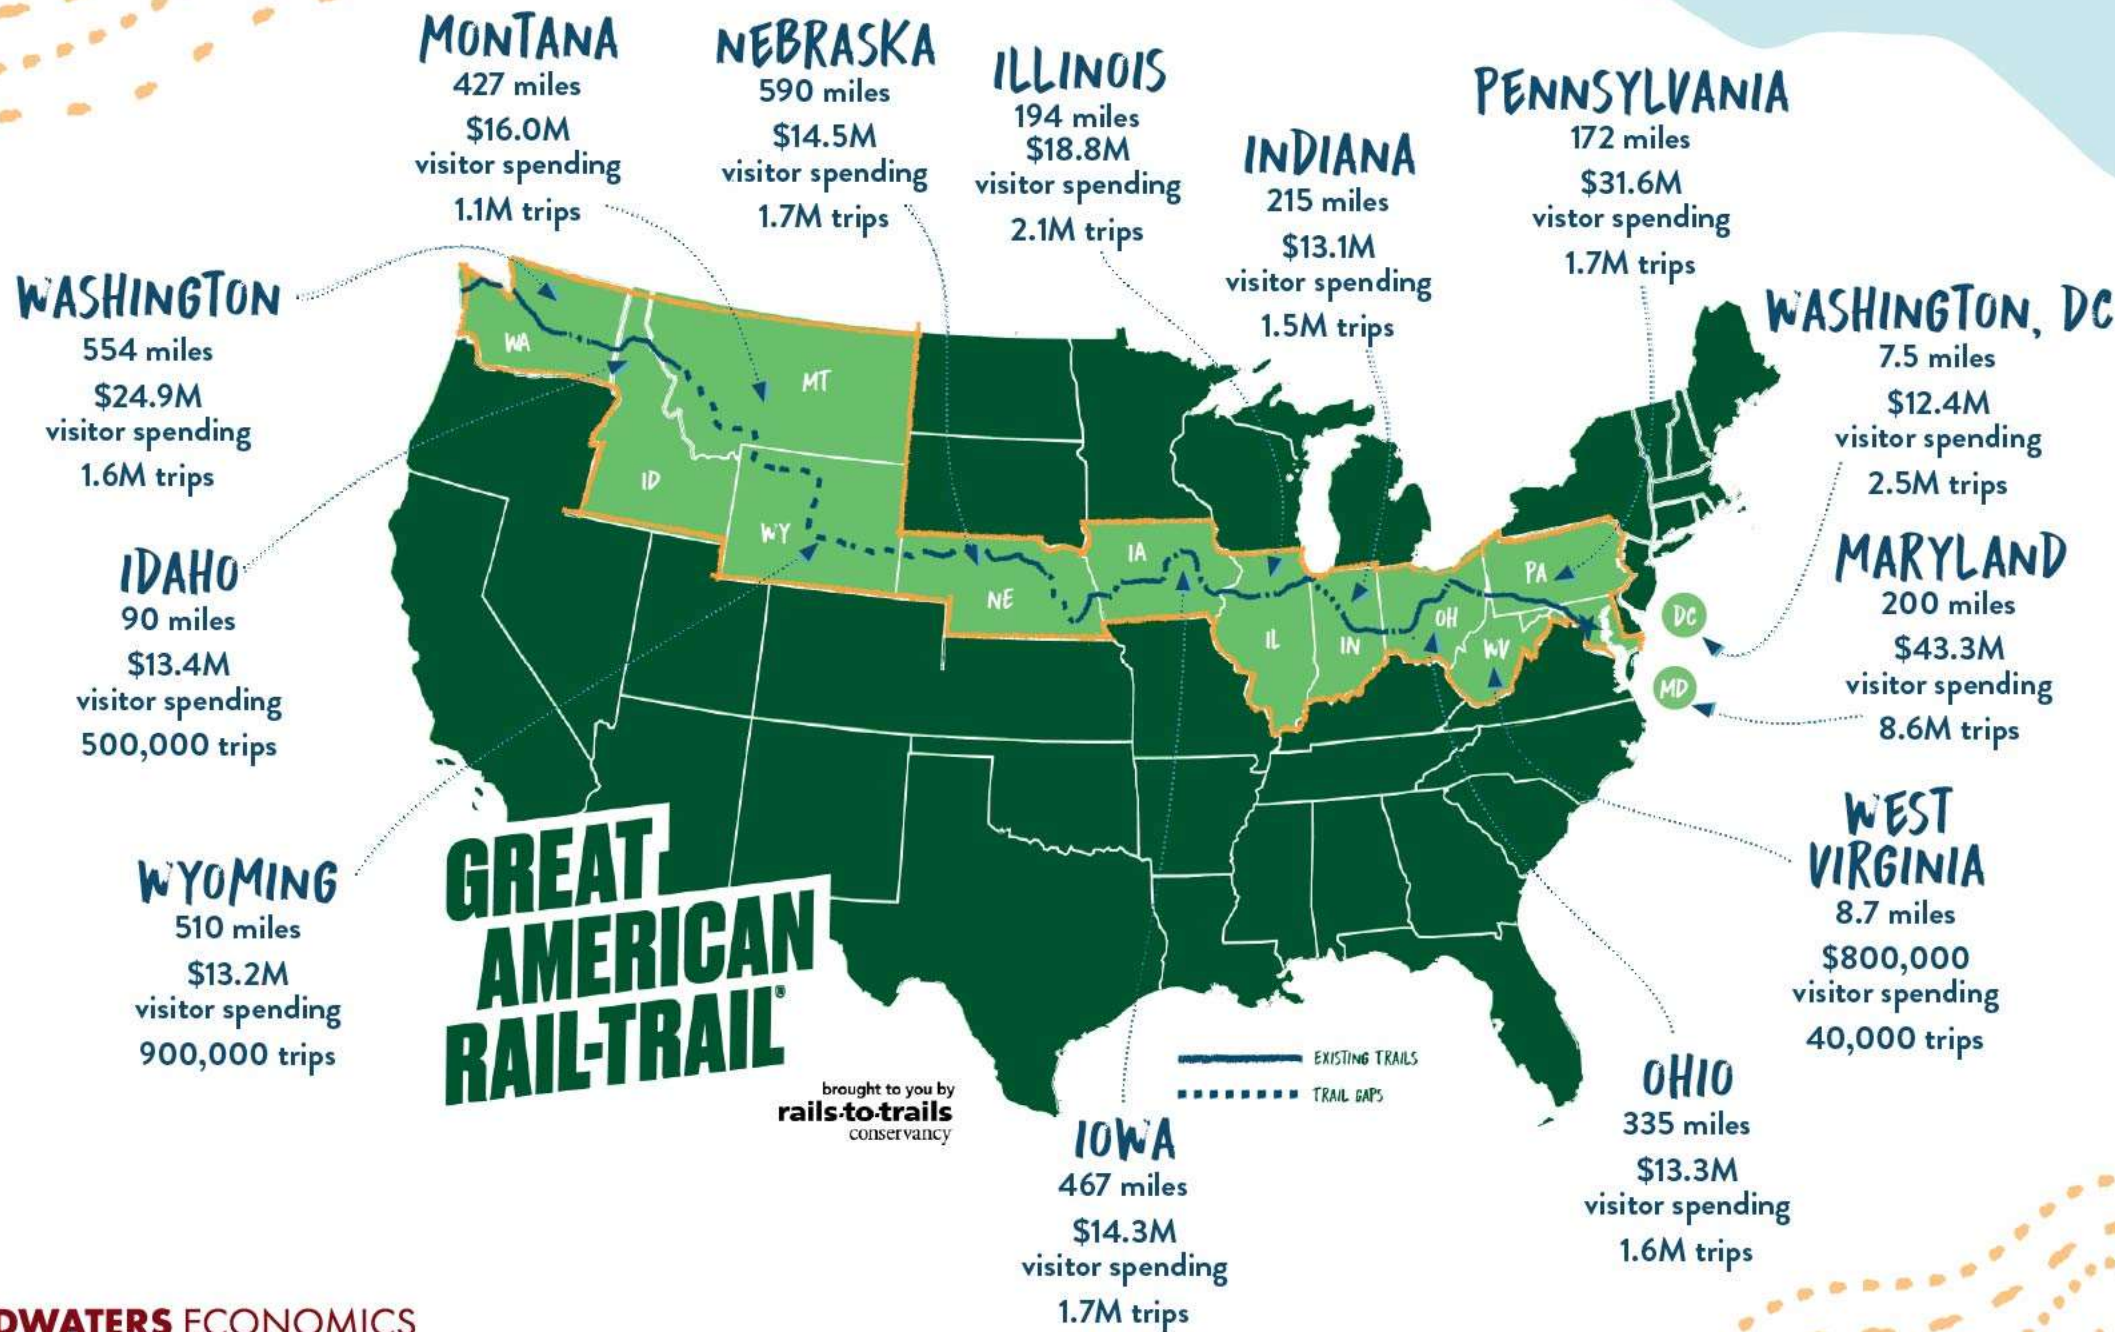 MONTANA
427 miles
$16.0M
visitor spending
1.1M trips
NEBRASKA
590 miles
$14.5M
visitor spending
1.7M trips
ILLINOIS
194 miles
$18.8M
visitor spending
2.1M trips
INDIANA
215 miles
$13.1M
visitor spending
1.5M trips
PENNSYLVANIA
172 miles
$31.6M
vistor spending
1.7M trips
WASHINGTON
554 miles
$24.9M
visitor spending
1.6M trips
WASHINGTON, DC
7.5 miles
$12.4M
visitor spending
2.5M trips
IDAHO
90 miles
$13.4M
visitor spending
500,000 trips
MARYLAND
200 miles
$43.3M
visitor spending
8.6M trips
WYOMING
510 miles
$13.2M
visitor spending
900,000 trips
WEST
VIRGINIA
8.7 miles
$800,000
visitor spending
40,000 trips
IOWA
467 miles
$14.3M
visitor spending
1.7M trips
OHIO
335 miles
$13.3M
visitor spending
1.6M trips
WA
MT
ID
WY
NE
IA
IL
IN
OH
WV
PA
DC
MD
GREAT
AMERICAN
RAIL-TRAIL®
brought to you by
rails-to-trails
conservancy
EXISTING TRAILS
TRAIL GAPS
DWATERS ECONOMICS